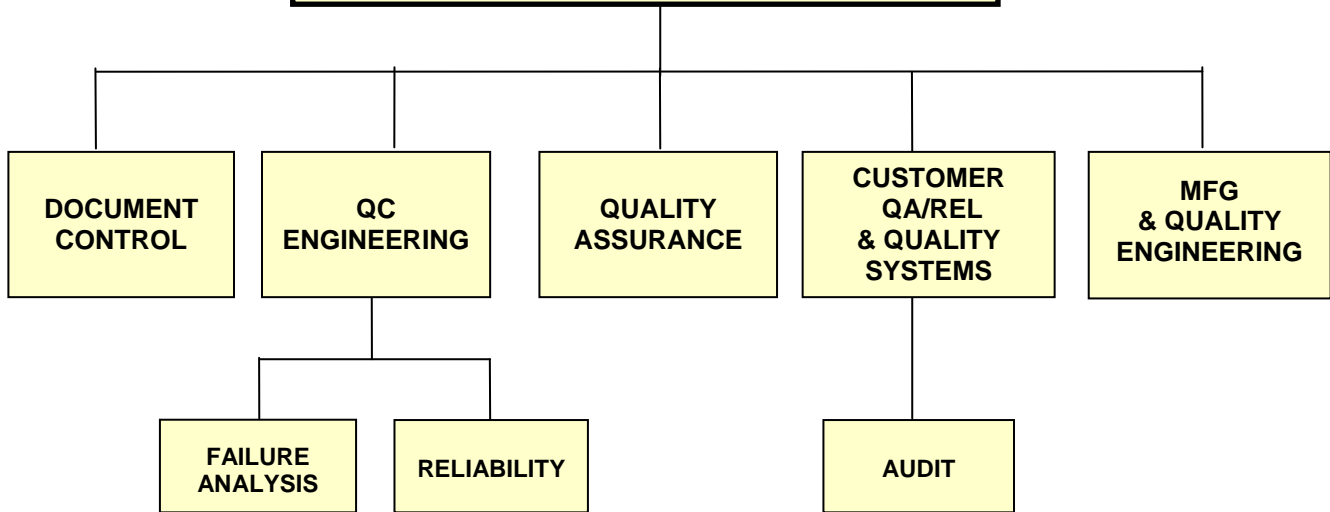 DOCUMENT
CONTROL
QC
ENGINEERING
QUALITY
ASSURANCE
CUSTOMER
QA/REL
& QUALITY
SYSTEMS
MFG
& QUALITY
ENGINEERING
FAILURE
ANALYSIS
RELIABILITY
AUDIT